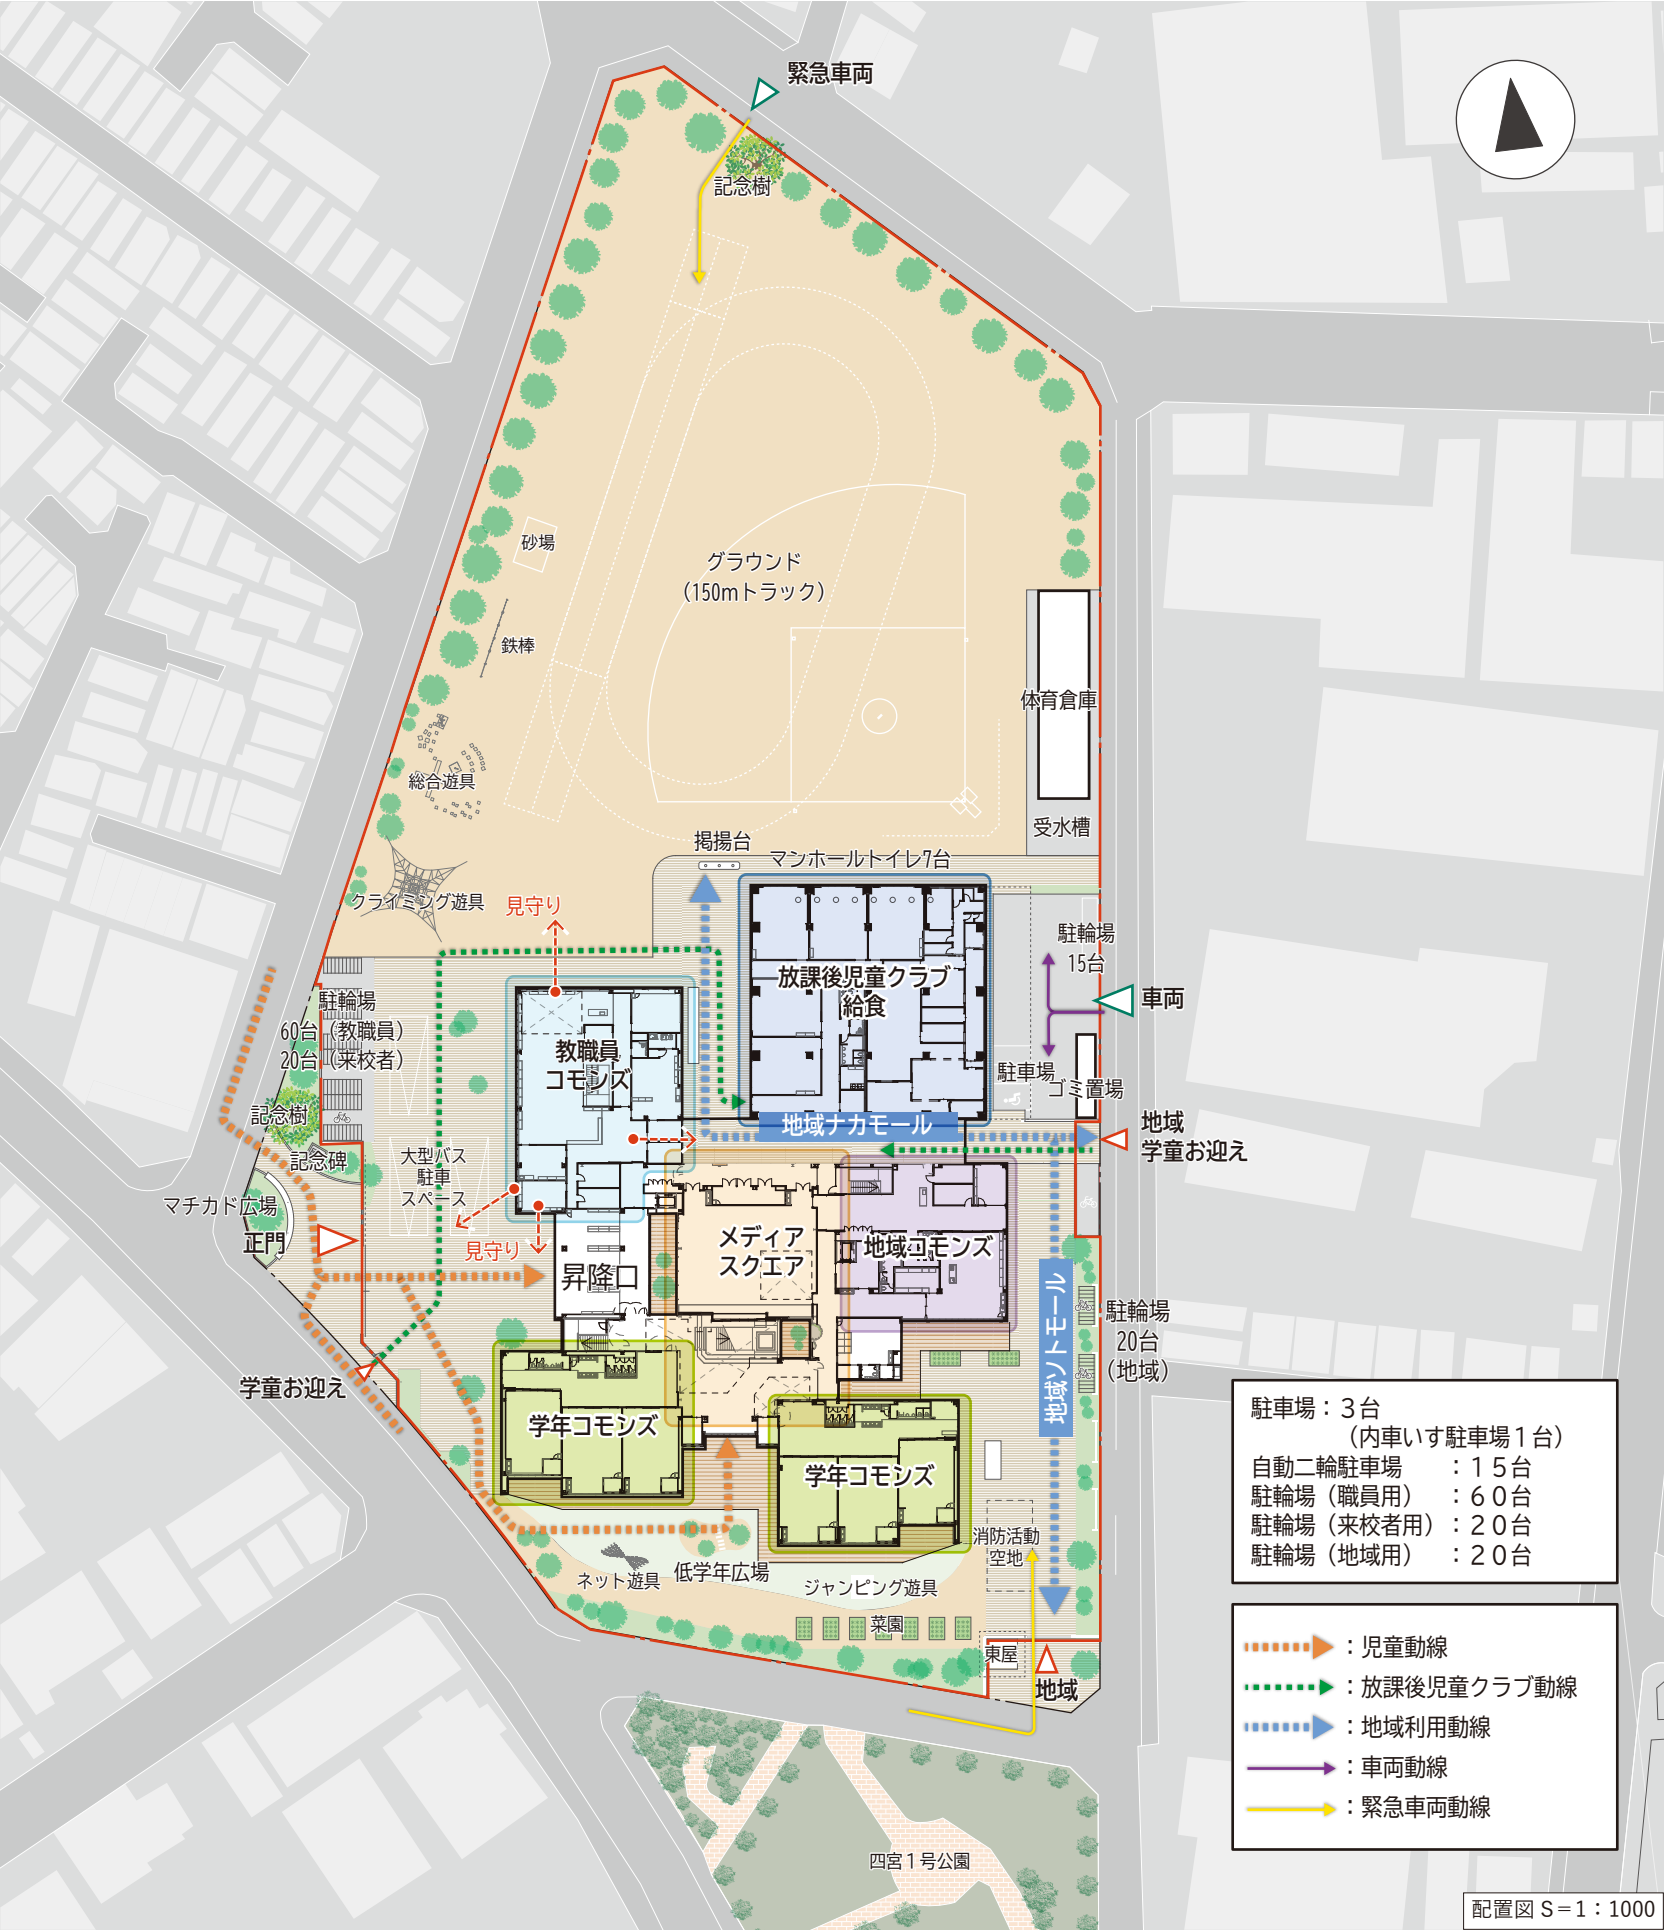 緊急車両
記念樹
砂場
グラウンド
（150mトラック）
鉄棒
体育倉庫
総合遊具
受水槽
掲揚台
マンホールトイレ7台
クライミング遊具
見守り
駐輪場
15台
放課後児童クラブ
給食
車両
駐輪場
60台（教職員）
20台（来校者）
教職員
コモンズ
駐車場
ゴミ置場
記念樹
地域ナカモール
地域
学童お迎え
記念碑
大型バス
駐車
スペース
マチカド広場
正門
見守り
メディア
スクエア
地域コモンズ
昇降口
地域ソトモール
駐輪場
20台
（地域）
学童お迎え
学年コモンズ
学年コモンズ
消防活動
空地
ネット遊具
低学年広場
ジャンピング遊具
菜園
東屋
地域
四宮１号公園
駐車場：３台
（内車いす駐車場１台）
自動二輪駐車場　：１５台
駐輪場（職員用）　：６０台
駐輪場（来校者用）：２０台
駐輪場（地域用）　：２０台
：児童動線
：放課後児童クラブ動線
：地域利用動線
：車両動線
：緊急車両動線
配置図 S＝1：1000